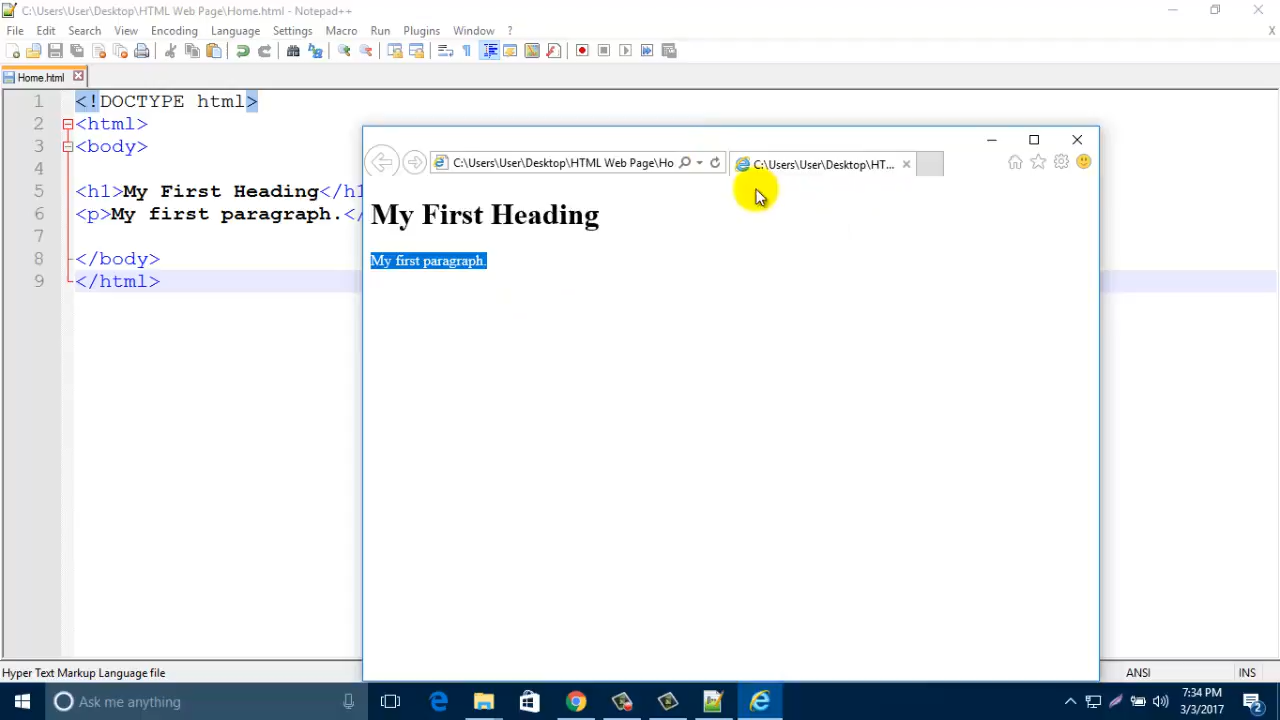 C:\Users\User\Desktop\HTML Web Page\Home.html - Notepad++
File Edit Search View Encoding Language Settings Macro Run Plugins Window ? X
Home.html
1 <!DOCTYPE html>
2 <html>
3 <body>
4
5 <h1>My First Heading</h1
6 <p>My first paragraph.</
7
8 </body>
9 </html>
C:\Users\User\Desktop\HTML Web Page\Ho
C:\Users\User\Desktop\HT...
My First Heading
My first paragraph.
Hyper Text Markup Language file
ANSI INS
Ask me anything
7:34 PM
3/3/2017
2